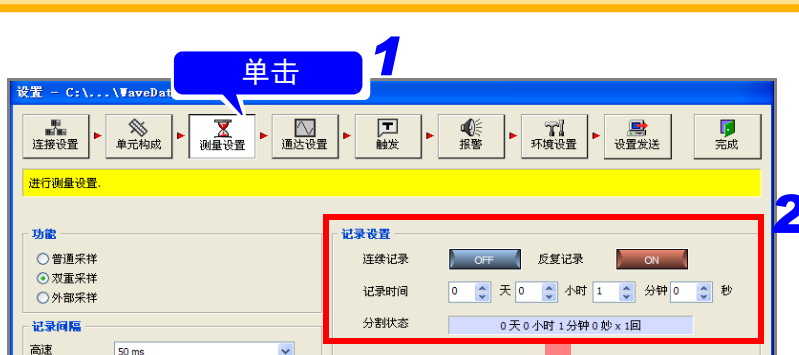 单击
1
设置 - C:\...\WaveDat
连接设置
单元构成
测量设置
通达设置
触发
报警
环境设置
设置发送
完成
进行测量设置.
2
功能
普通采样
双重采样
外部采样
记录间隔
高速 50 ms
记录设置
连续记录 OFF 反复记录 ON
记录时间 0 天 0 小时 1 分钟 0 秒
分割状态 0 天 0 小时 1 分钟 0 妙 x 1回